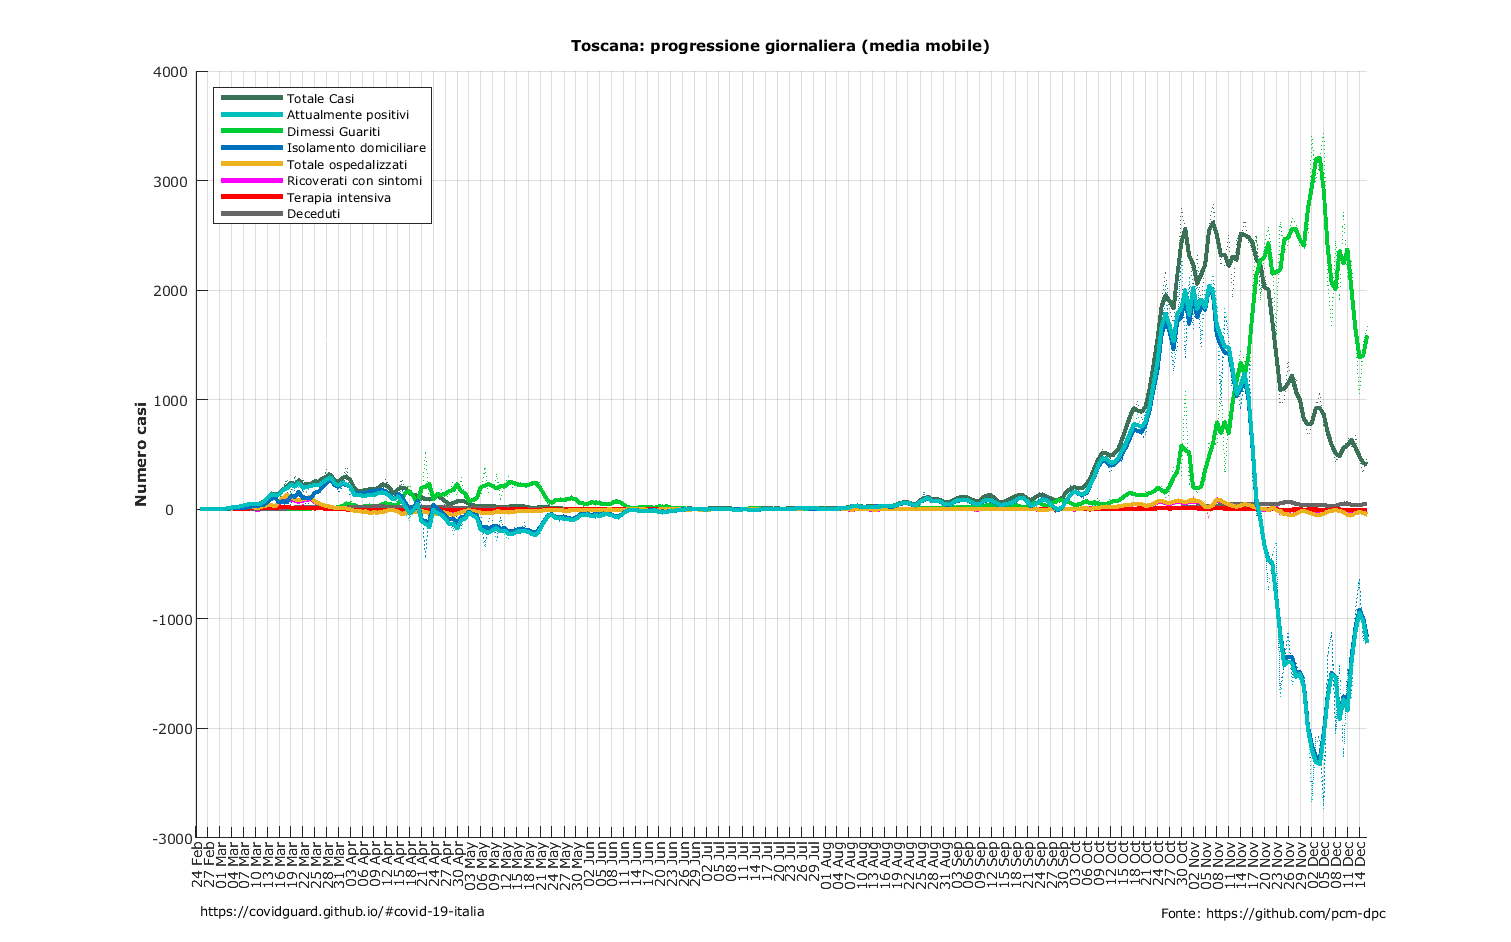 Toscana: progressione giornaliera (media mobile)
4000
3000
2000
1000
0
-1000
-2000
-3000
Numero casi
Totale Casi
Attualmente positivi
Dimessi Guariti
Isolamento domiciliare
Totale ospedalizzati
Ricoverati con sintomi
Terapia intensiva
Deceduti
24 Feb
27 Feb
01 Mar
04 Mar
07 Mar
10 Mar
13 Mar
16 Mar
19 Mar
22 Mar
25 Mar
28 Mar
31 Mar
03 Apr
06 Apr
09 Apr
12 Apr
15 Apr
18 Apr
21 Apr
24 Apr
27 Apr
30 Apr
03 May
06 May
09 May
12 May
15 May
18 May
21 May
24 May
27 May
30 May
02 Jun
05 Jun
08 Jun
11 Jun
14 Jun
17 Jun
20 Jun
23 Jun
26 Jun
29 Jun
02 Jul
05 Jul
08 Jul
11 Jul
14 Jul
17 Jul
20 Jul
23 Jul
26 Jul
29 Jul
01 Aug
04 Aug
07 Aug
10 Aug
13 Aug
16 Aug
19 Aug
22 Aug
25 Aug
28 Aug
31 Aug
03 Sep
06 Sep
09 Sep
12 Sep
15 Sep
18 Sep
21 Sep
24 Sep
27 Sep
30 Sep
03 Oct
06 Oct
09 Oct
12 Oct
15 Oct
18 Oct
21 Oct
24 Oct
27 Oct
30 Oct
02 Nov
05 Nov
08 Nov
11 Nov
14 Nov
17 Nov
20 Nov
23 Nov
26 Nov
29 Nov
02 Dec
05 Dec
08 Dec
11 Dec
14 Dec
https://covidguard.github.io/#covid-19-italia
Fonte: https://github.com/pcm-dpc